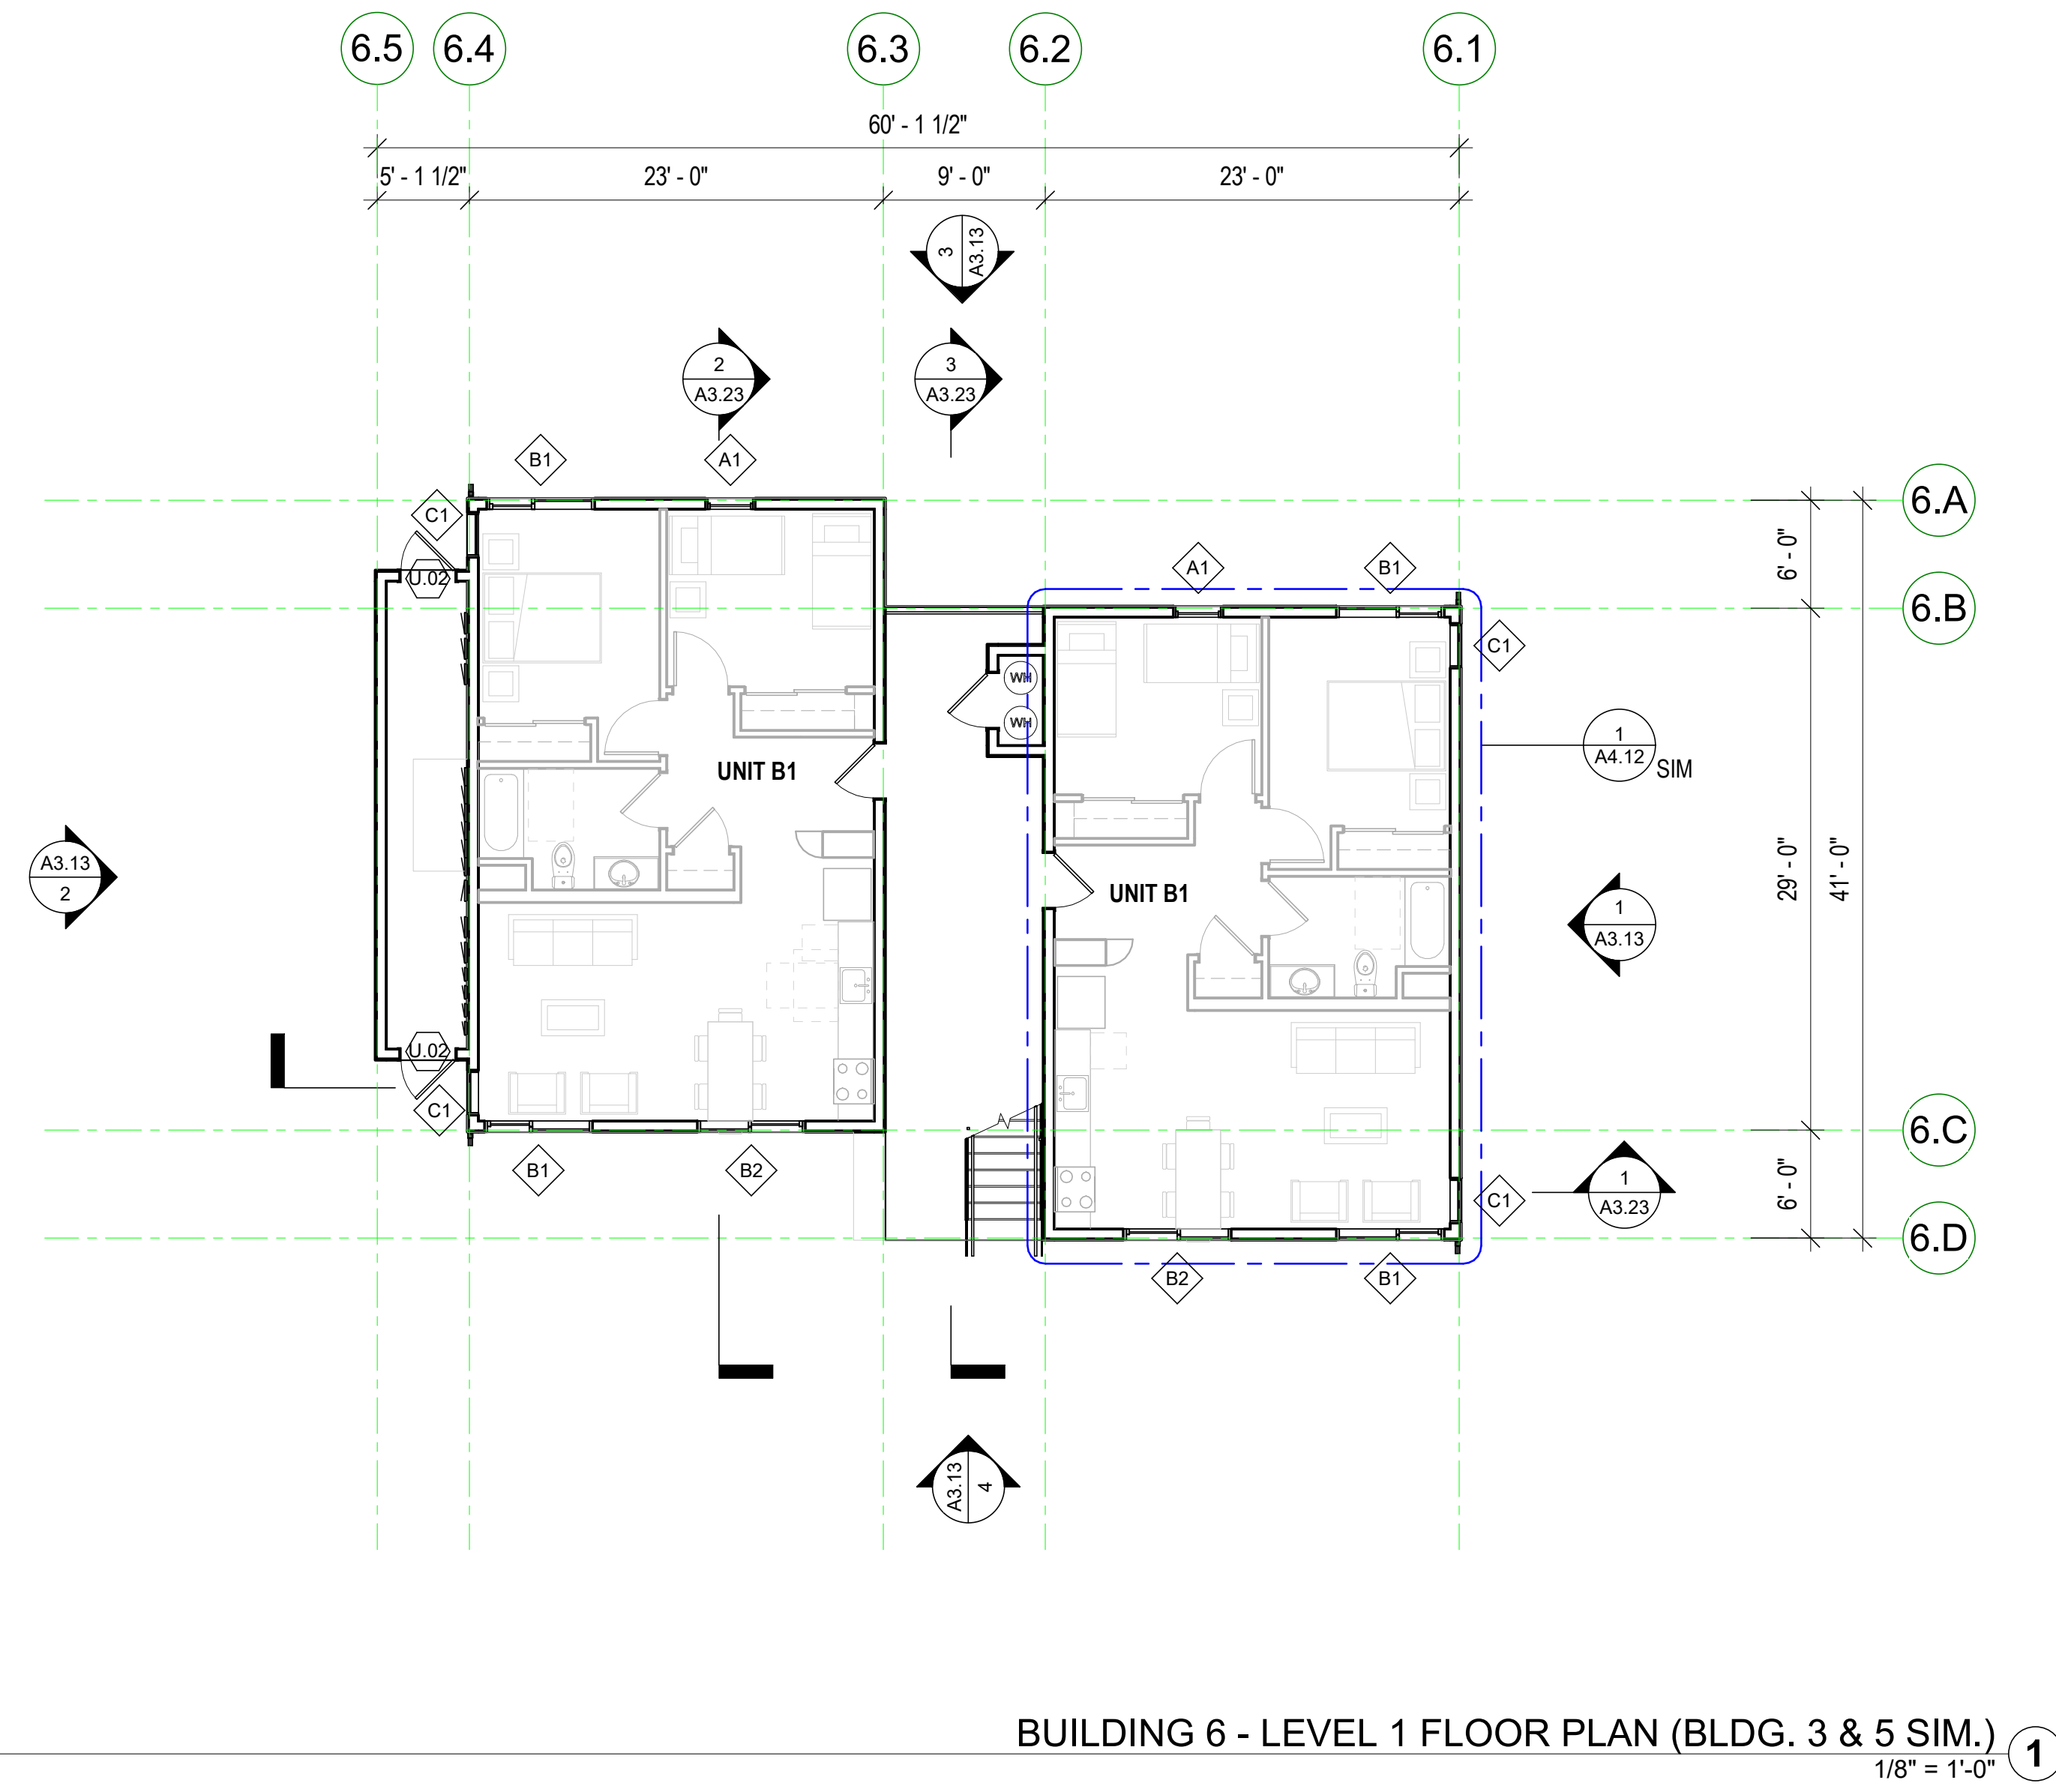 6.5 6.4 6.3 6.2 6.1
60' - 1 1/2"
5' - 1 1/2" 23' - 0" 9' - 0" 23' - 0"
3
A3.13
2
A3.23
3
A3.23
B1 A1
6.A
C1
6' - 0"
A1 B1
U.02
6.B
C1
WH
WH
1
A4.12
SIM
UNIT B1
A3.13
2
29' - 0"
41' - 0"
UNIT B1
1
A3.13
U.02
C1
6.C
B1 B2
6' - 0"
1
A3.23
C1
6.D
B2 B1
A3.13
4
BUILDING 6 - LEVEL 1 FLOOR PLAN (BLDG. 3 & 5 SIM.)
1
1/8" = 1'-0"